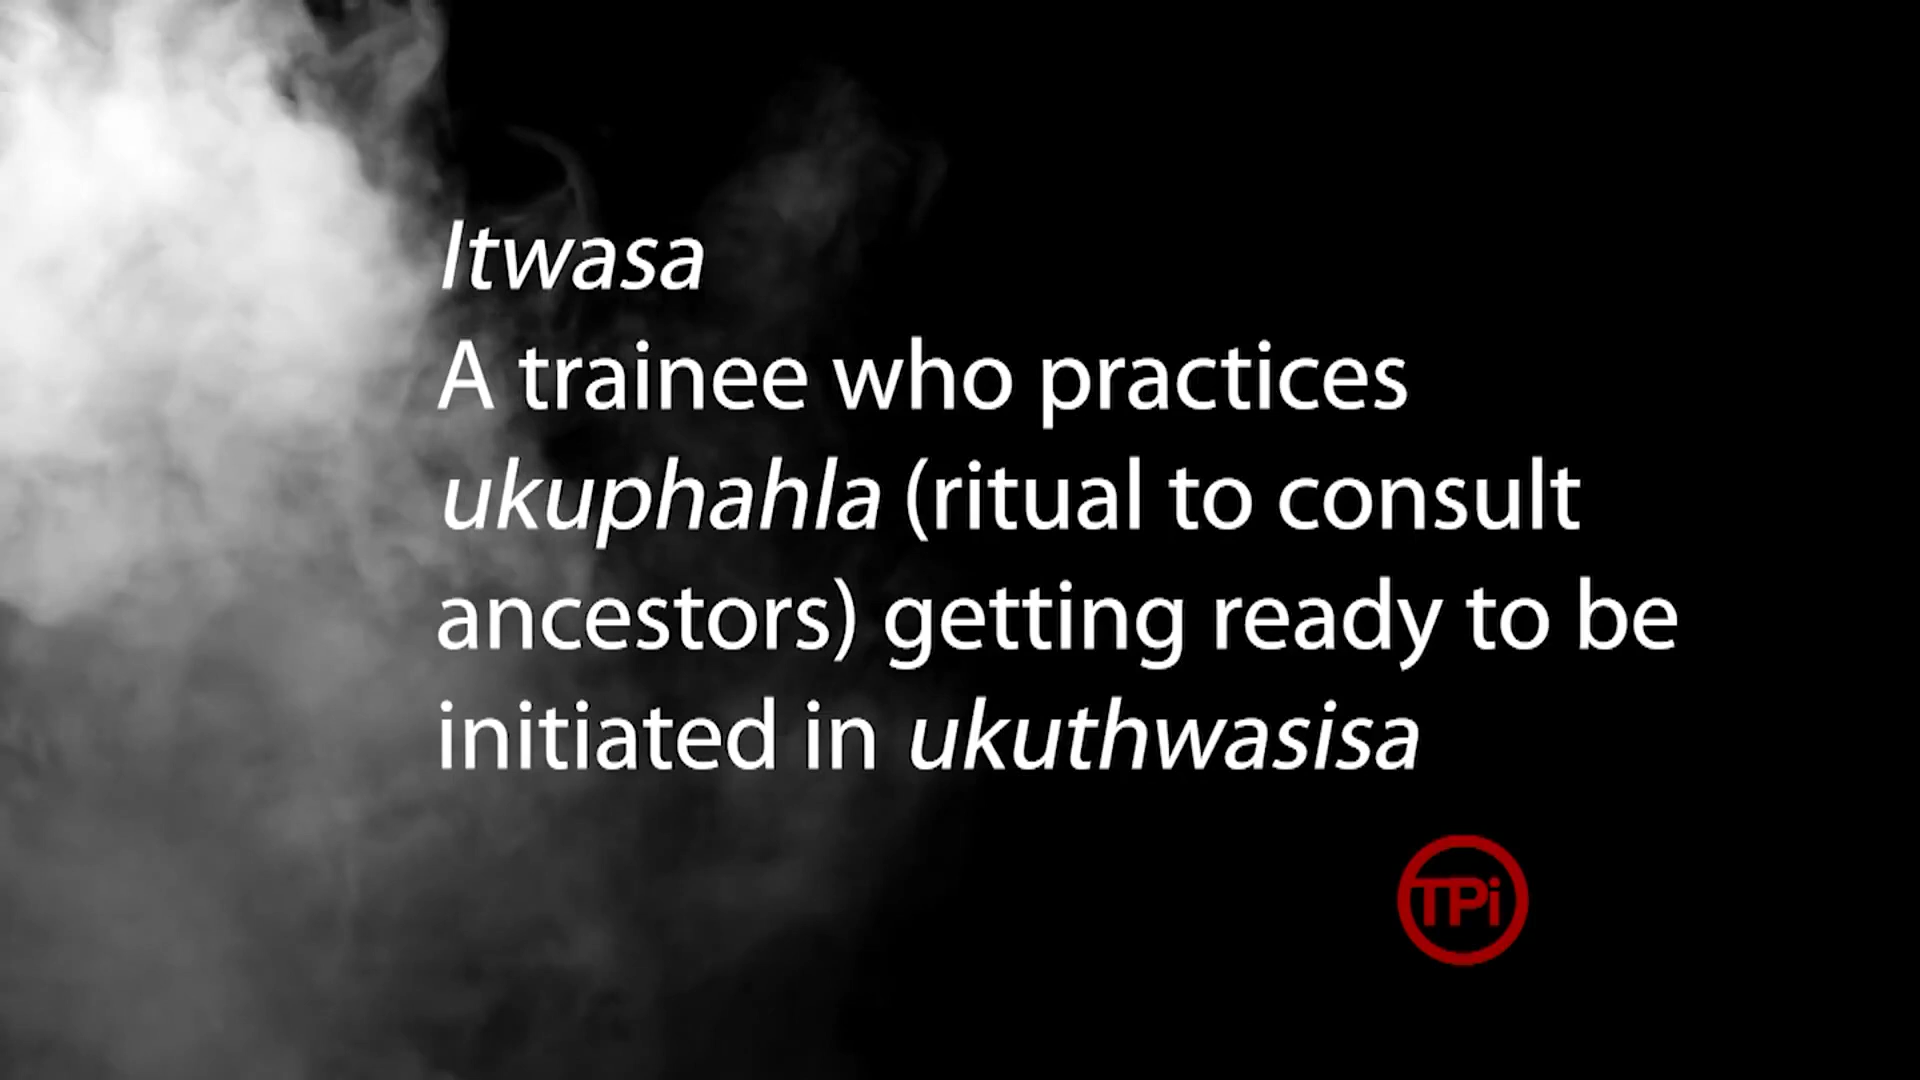 Itwasa
A trainee who practices
ukuphahla (ritual to consult
ancestors) getting ready to be
initiated in ukuthwasisa
TPi